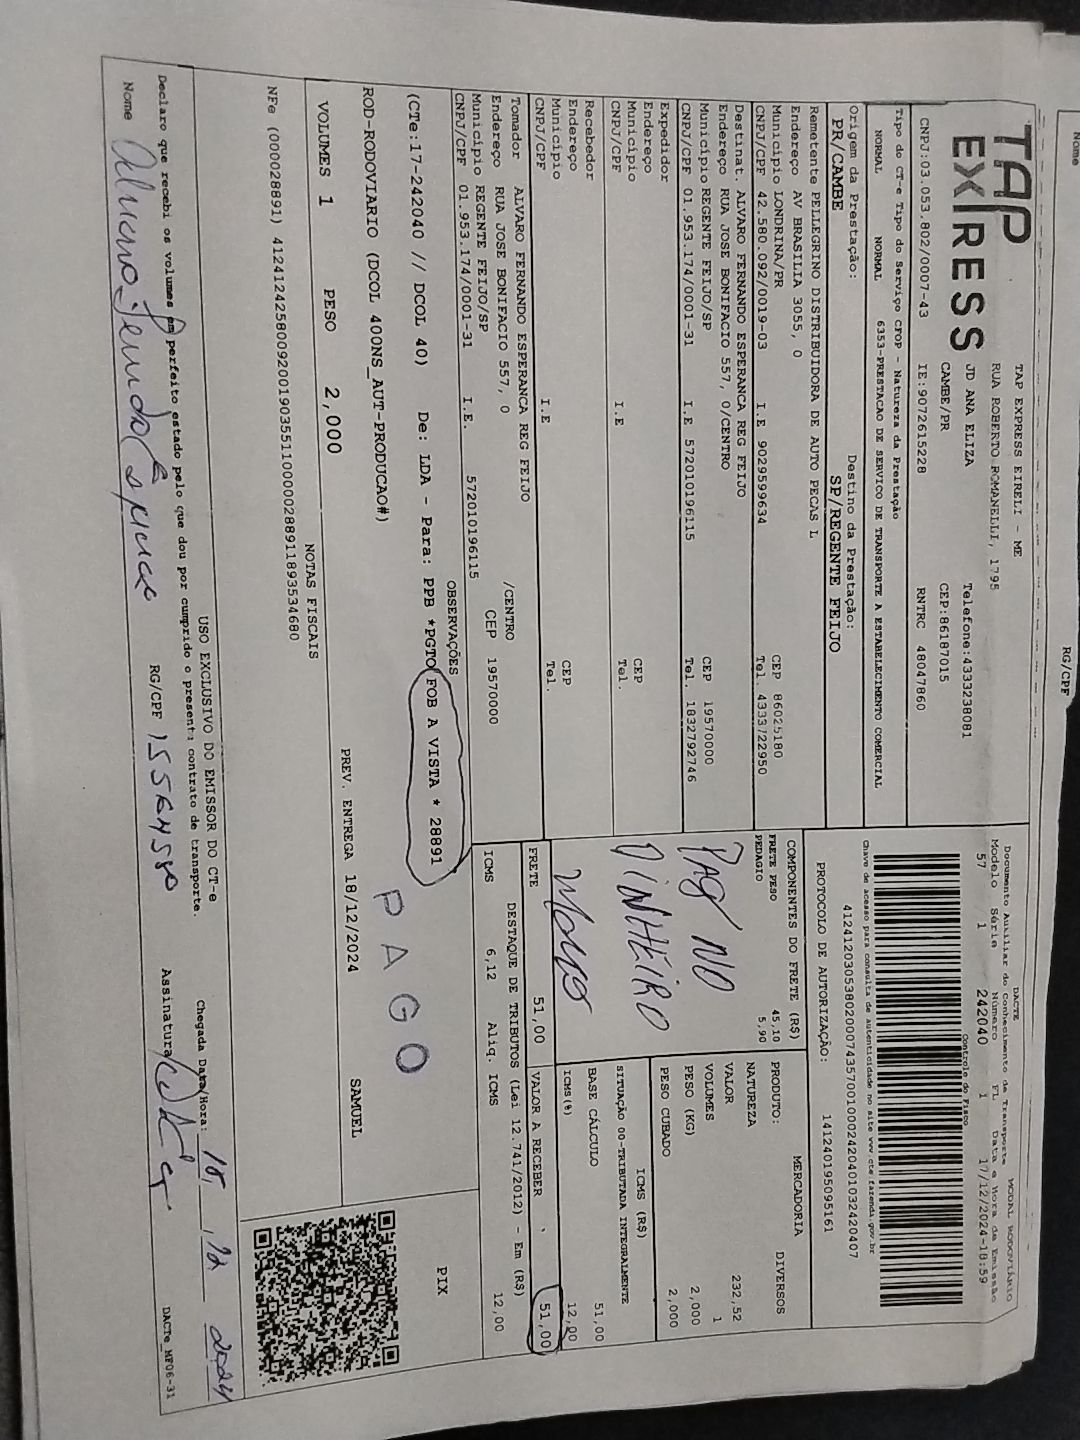 Nome
RG/CPF
TAP
EXPRESS
TAP EXPRESS EIRELI - ME
RUA ROBERTO ROMANELLI, 1795
JD ANA ELIZA
Telefone:4333238081
CAMBE/PR
CEP:86187015
CNPJ:03.053.802/0007-43
IE:9072615228
RNTRC 48047860
DACTE
MODAL RODOVIÁRIO
Documento Auxiliar do Conhecimento de Transporte
Modelo Série Número FL Data e Hora de Emissão
57 1 242040 1 17/12/2024-18:59
Controle do Fisco
Chave de acesso para consulta de autenticidade no site www.cte.fazenda.gov.br
41241203053802000743570010002420401032420407
PROTOCOLO DE AUTORIZAÇÃO: 141240195095161
Tipo do CT-e Tipo do Serviço CFOP - Natureza da Prestação
NORMAL NORMAL 6353-PRESTACAO DE SERVICO DE TRANSPORTE A ESTABELECIMENTO COMERCIAL
Origem da Prestação: Destino da Prestação:
PR/CAMBE SP/REGENTE FEIJO
Remetente PELLEGRINO DISTRIBUIDORA DE AUTO PECAS L
Endereço AV BRASILIA 3055, 0
Município LONDRINA/PR CEP 86025180
CNPJ/CPF 42.580.092/0019-03 I.E 9029599634 Tel. 4333722950
Destinat. ALVARO FERNANDO ESPERANCA REG FEIJO
Endereço RUA JOSE BONIFACIO 557, 0/CENTRO
Município REGENTE FEIJO/SP CEP 19570000
CNPJ/CPF 01.953.174/0001-31 I.E 572010196115 Tel. 1832792746
Expedidor
Endereço
Município CEP
CNPJ/CPF I.E Tel.
Recebedor
Endereço
Município CEP
CNPJ/CPF I.E Tel.
Tomador ALVARO FERNANDO ESPERANCA REG FEIJO
Endereço RUA JOSE BONIFACIO 557, 0 /CENTRO
Município REGENTE FEIJO/SP CEP 19570000
CNPJ/CPF 01.953.174/0001-31 I.E. 572010196115
COMPONENTES DO FRETE (R$)
FRETE PESO 45,10
PEDAGIO 5,90
PAG NO
DINHEIRO
PRODUTO: MERCADORIA
NATUREZA DIVERSOS
VALOR 232,52
VOLUMES 1
PESO (KG) 2,000
PESO CUBADO 2,000
ICMS (R$)
SITUAÇÃO 00-TRIBUTADA INTEGRALMENTE
BASE CÁLCULO 51,00
ICMS(%) 12,00
FRETE 51,00 VALOR A RECEBER 51,00
DESTAQUE DE TRIBUTOS (Lei 12.741/2012) - Em (R$)
ICMS 6,12 Aliq. ICMS 12,00
OBSERVAÇÕES
(CTe:17-242040 // DCOL 40) De: LDA - Para: PPB *PGTO FOB A VISTA * 28891
PAGO
PIX
ROD-RODOVIARIO (DCOL 40ONS_AUT-PRODUCAO#)
VOLUMES 1 PESO 2,000 PREV. ENTREGA 18/12/2024 SAMUEL
NOTAS FISCAIS
NFe (000028891) 41241242580092001903551100000288911893534680
USO EXCLUSIVO DO EMISSOR DO CT-e
Declaro que recebi os volumes em perfeito estado pelo que dou por cumprido o presente contrato de transporte.
Chegada Data/Hora: 18, 12 2024
Nome RG/CPF Assinatura
DACTe_MF06-31